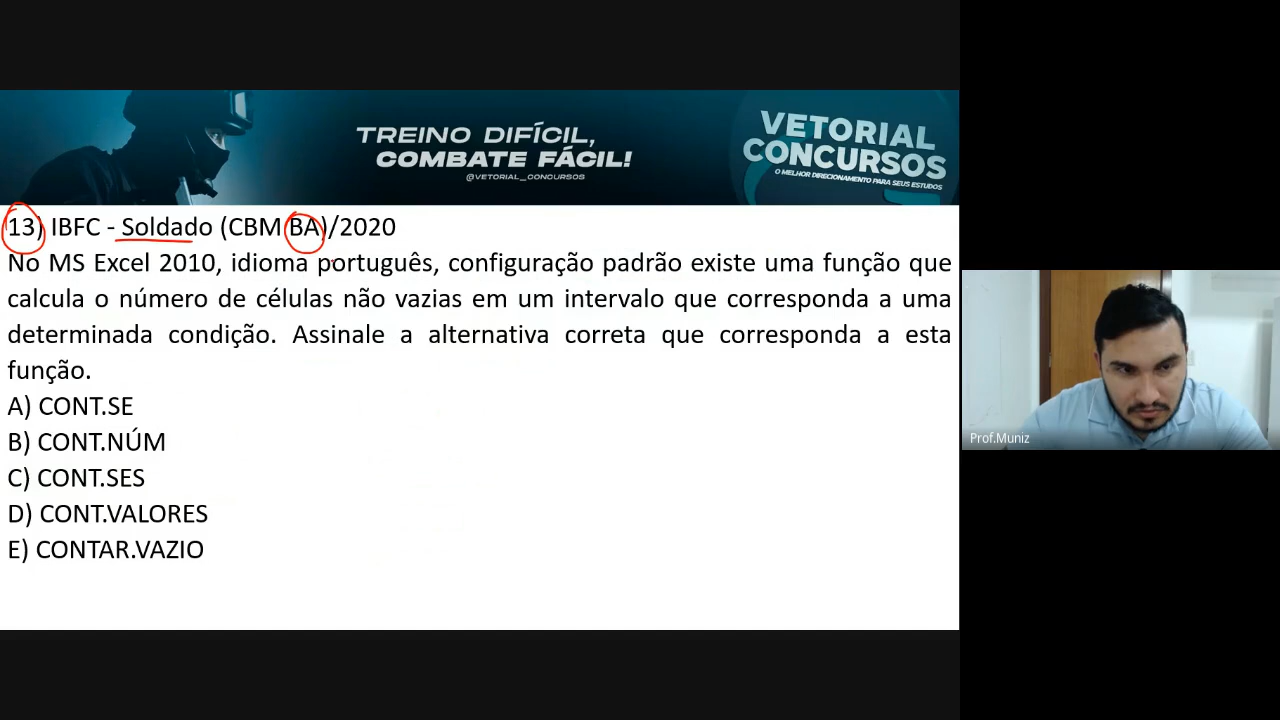 TREINO DIFÍCIL,
COMBATE FÁCIL!
@VETORIAL_CONCURSOS
VETORIAL
CONCURSOS
O MELHOR DIRECIONAMENTO PARA SEUS ESTUDOS
13) IBFC - Soldado (CBM BA)/2020
No MS Excel 2010, idioma português, configuração padrão existe uma função que
calcula o número de células não vazias em um intervalo que corresponda a uma
determinada condição. Assinale a alternativa correta que corresponda a esta
função.
A) CONT.SE
B) CONT.NÚM
C) CONT.SES
D) CONT.VALORES
E) CONTAR.VAZIO
Prof.Muniz